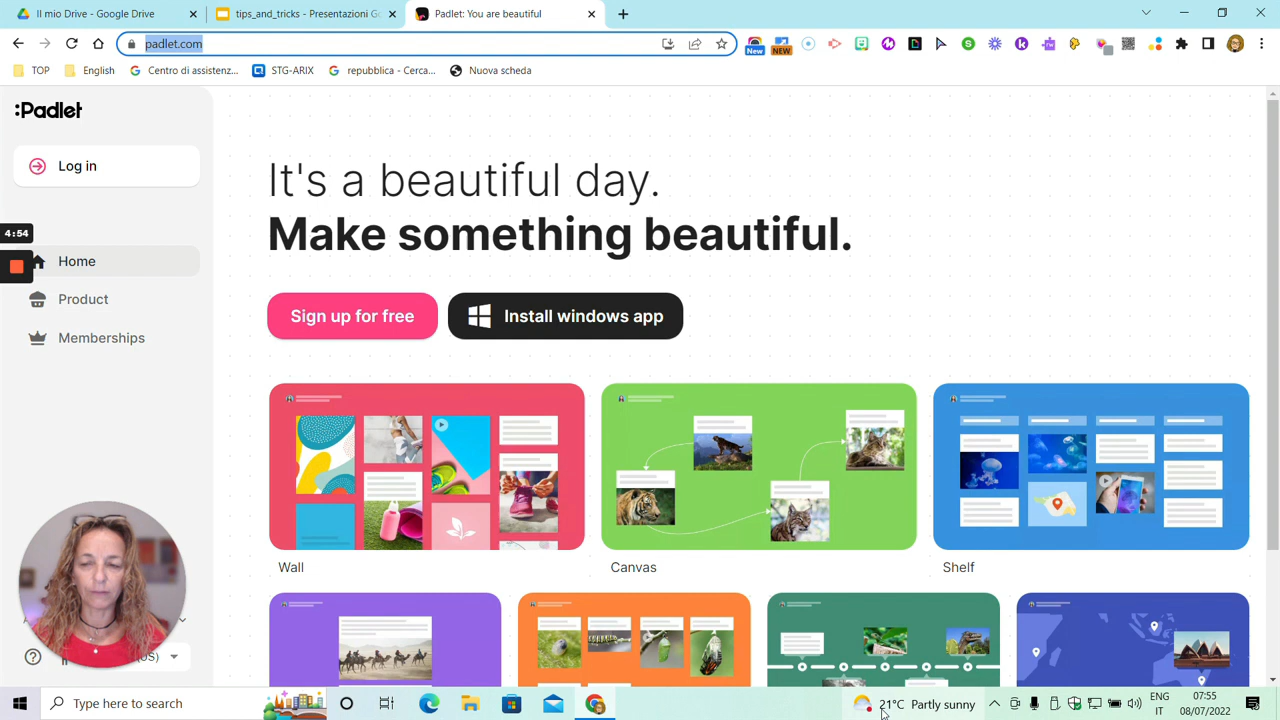 Il mio Drive - Google Drive
tips_and_tricks - Presentazioni Go
Padlet: You are beautiful
padlet.com
New
NEW
TOP
English
Centro di assistenz...
STG-ARIX
repubblica - Cerca...
Nuova scheda
:Padlet
Log in
4:54
Home
Product
Memberships
It's a beautiful day.
Make something beautiful.
Sign up for free
Install windows app
Wall
Canvas
Shelf
Type here to search
21°C Partly sunny
ENG
IT
07:55
08/07/2022